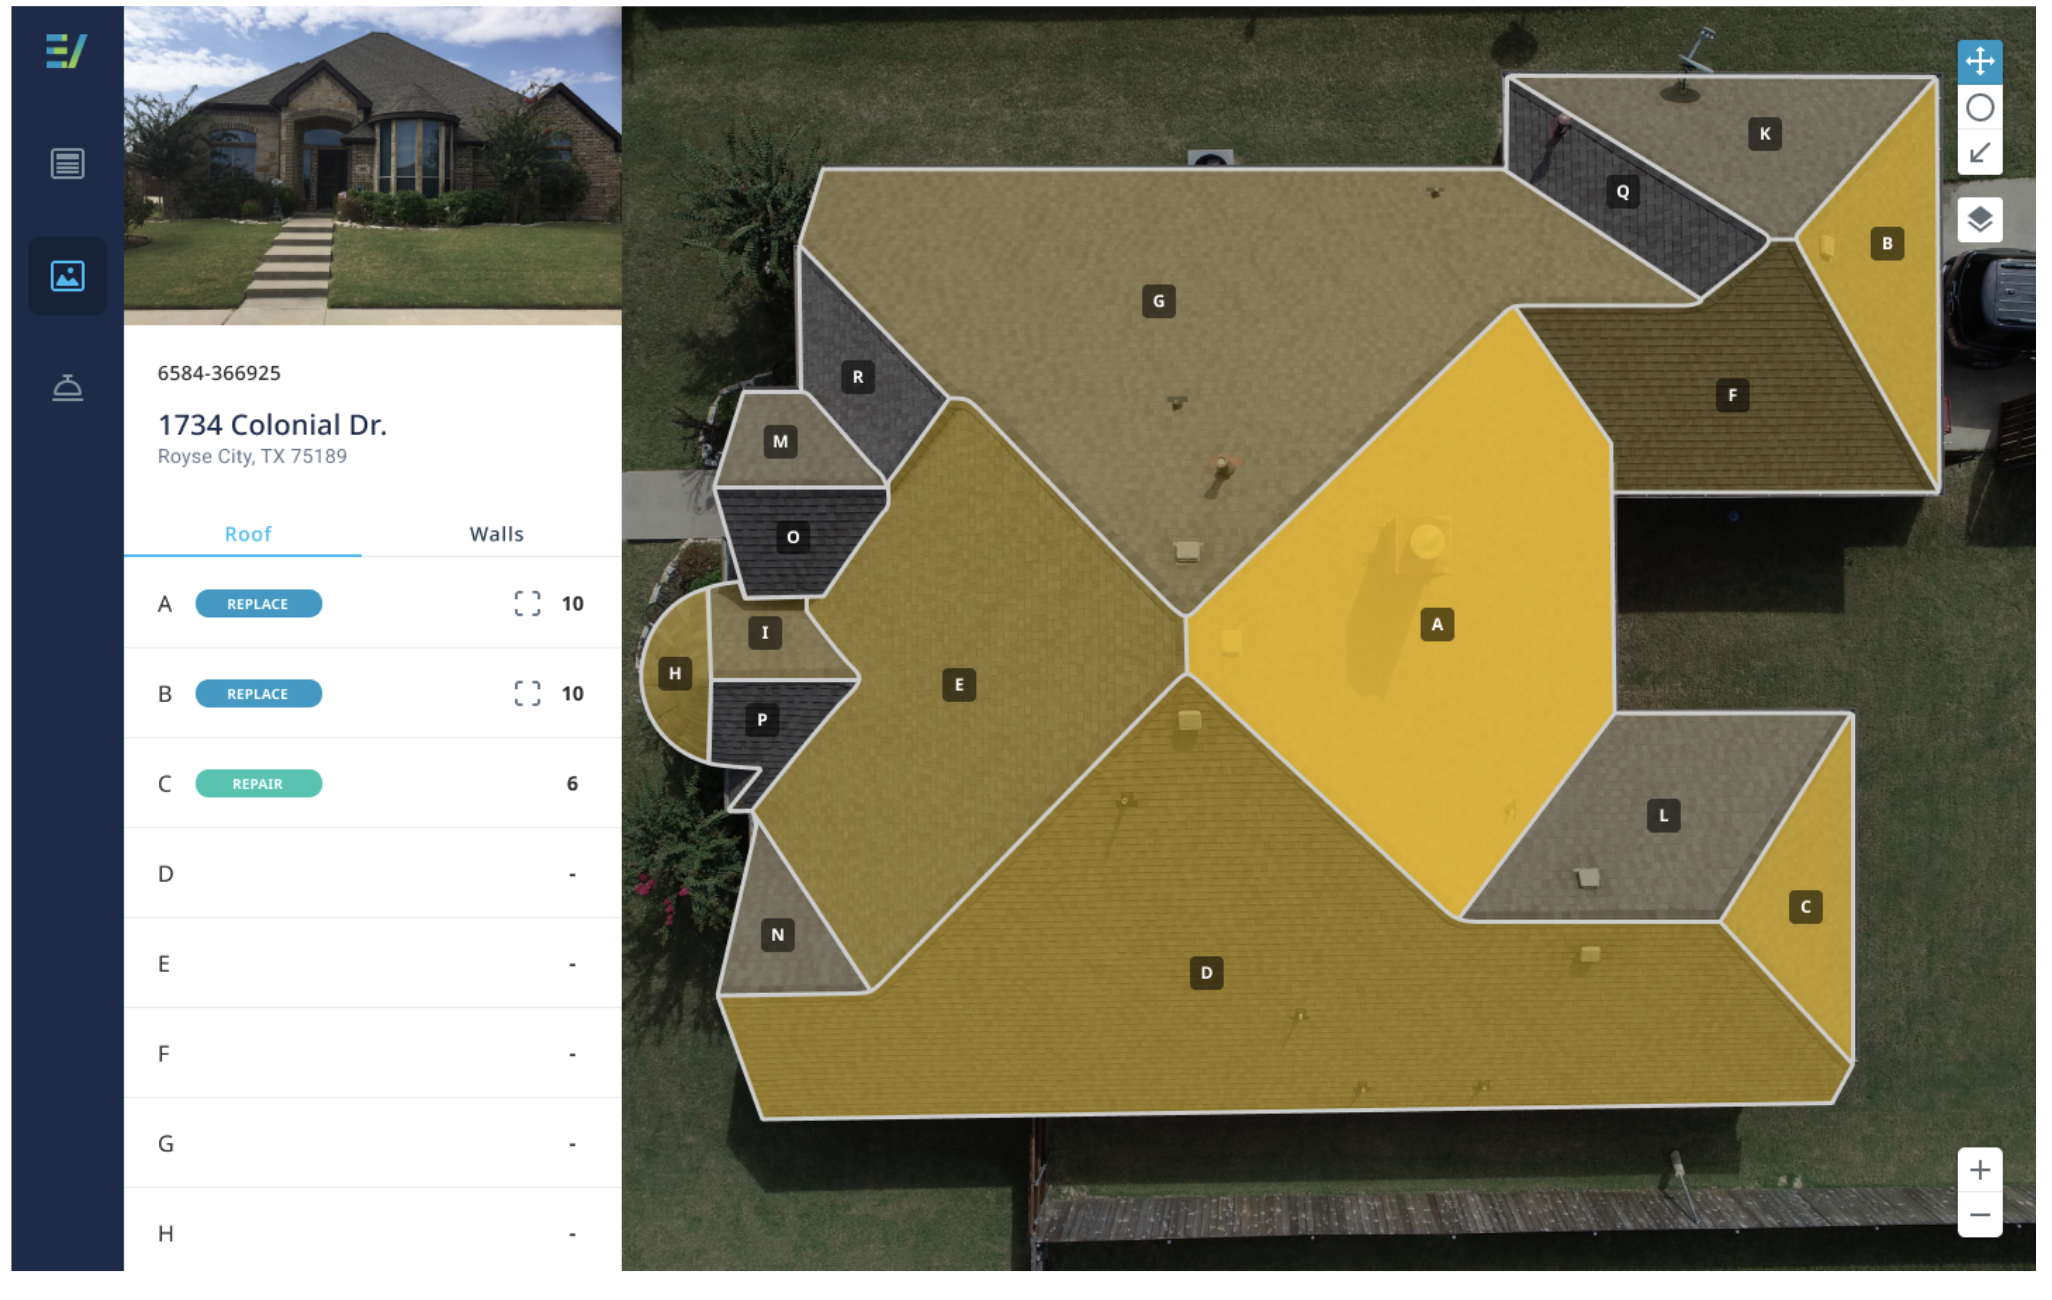 6584-366925
1734 Colonial Dr.
Royse City, TX 75189
Roof Walls
A REPLACE 10
B REPLACE 10
C REPAIR 6
D -
E -
F -
G -
H -
K
Q
B
G
R
F
M
O
I
A
H
E
P
L
C
N
D